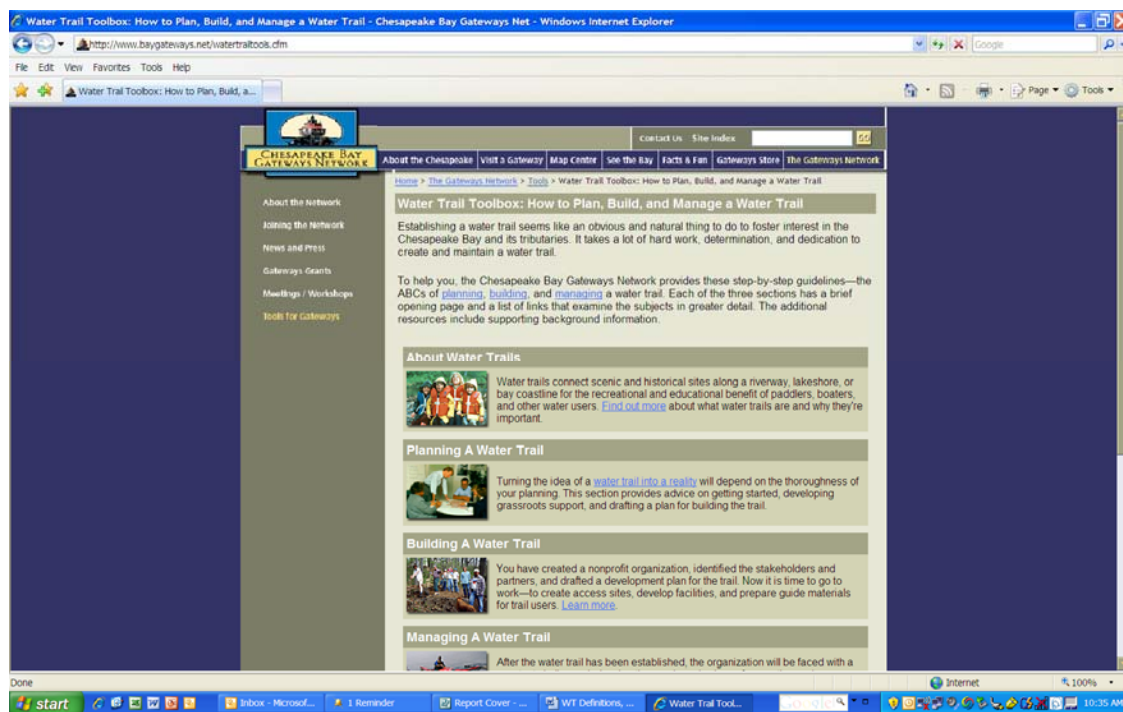 Water Trail Toolbox: How to Plan, Build, and Manage a Water Trail - Chesapeake Bay Gateways Net - Windows Internet Explorer
http://www.baygateways.net/watertrailtools.cfm
Google
File Edit View Favorites Tools Help
Water Trail Toolbox: How to Plan, Build, a...
Page Tools
Contact Us Site Index GO
CHESAPEAKE BAY
GATEWAYS NETWORK
About the Chesapeake Visit a Gateway Map Center See the Bay Facts & Fun Gateways Store The Gateways Network
Home > The Gateways Network > Tools > Water Trail Toolbox: How to Plan, Build, and Manage a Water Trail
About the Network
Joining the Network
News and Press
Gateways Grants
Meetings / Workshops
Tools for Gateways
Water Trail Toolbox: How to Plan, Build, and Manage a Water Trail
Establishing a water trail seems like an obvious and natural thing to do to foster interest in the
Chesapeake Bay and its tributaries. It takes a lot of hard work, determination, and dedication to
create and maintain a water trail.
To help you, the Chesapeake Bay Gateways Network provides these step-by-step guidelines—the
ABCs of planning, building, and managing a water trail. Each of the three sections has a brief
opening page and a list of links that examine the subjects in greater detail. The additional
resources include supporting background information.
About Water Trails
Water trails connect scenic and historical sites along a riverway, lakeshore, or
bay coastline for the recreational and educational benefit of paddlers, boaters,
and other water users. Find out more about what water trails are and why they're
important.
Planning A Water Trail
Turning the idea of a water trail into a reality will depend on the thoroughness of
your planning. This section provides advice on getting started, developing
grassroots support, and drafting a plan for building the trail.
Building A Water Trail
You have created a nonprofit organization, identified the stakeholders and
partners, and drafted a development plan for the trail. Now it is time to go to
work—to create access sites, develop facilities, and prepare guide materials
for trail users. Learn more.
Managing A Water Trail
After the water trail has been established, the organization will be faced with a
Done
Internet 100%
start Inbox - Microsof... 1 Reminder Report Cover - ... WT Definitions, ... Water Trail Tool... Google 10:35 AM